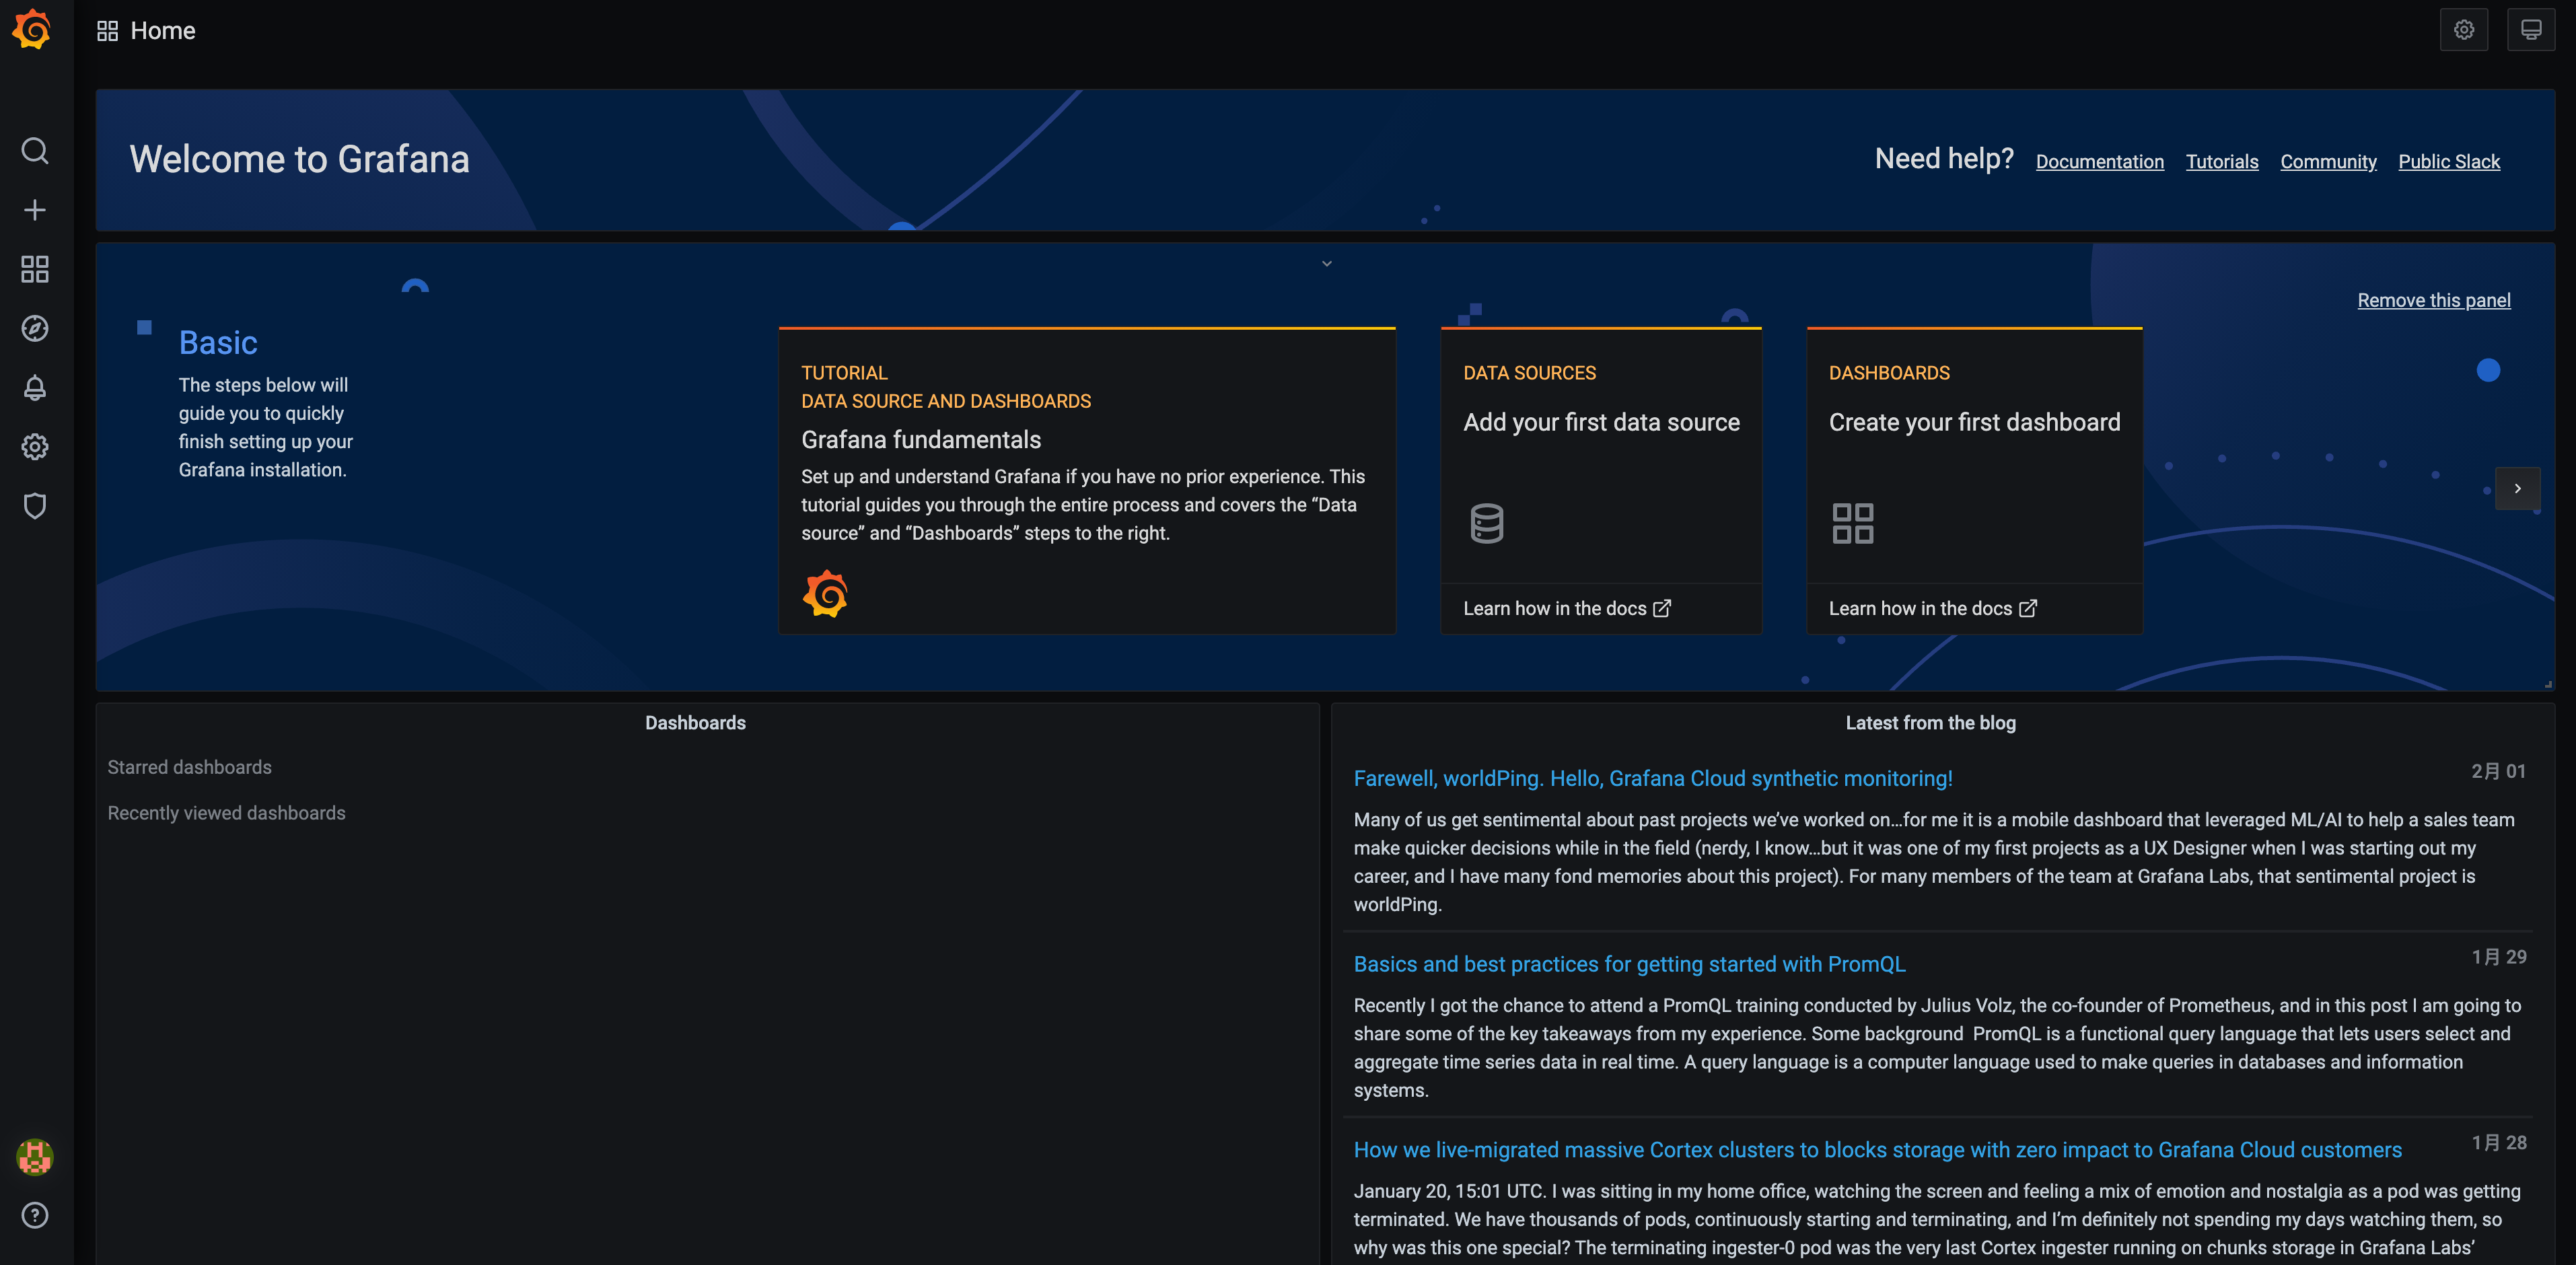 Home
Welcome to Grafana
Need help? Documentation Tutorials Community Public Slack
Remove this panel
Basic
The steps below will
guide you to quickly
finish setting up your
Grafana installation.
TUTORIAL
DATA SOURCE AND DASHBOARDS
Grafana fundamentals
Set up and understand Grafana if you have no prior experience. This
tutorial guides you through the entire process and covers the “Data
source” and “Dashboards” steps to the right.
DATA SOURCES
Add your first data source
Learn how in the docs
DASHBOARDS
Create your first dashboard
Learn how in the docs
Dashboards
Starred dashboards
Recently viewed dashboards
Latest from the blog
Farewell, worldPing. Hello, Grafana Cloud synthetic monitoring!
2月 01
Many of us get sentimental about past projects we’ve worked on…for me it is a mobile dashboard that leveraged ML/AI to help a sales team
make quicker decisions while in the field (nerdy, I know…but it was one of my first projects as a UX Designer when I was starting out my
career, and I have many fond memories about this project). For many members of the team at Grafana Labs, that sentimental project is
worldPing.
Basics and best practices for getting started with PromQL
1月 29
Recently I got the chance to attend a PromQL training conducted by Julius Volz, the co-founder of Prometheus, and in this post I am going to
share some of the key takeaways from my experience. Some background  PromQL is a functional query language that lets users select and
aggregate time series data in real time. A query language is a computer language used to make queries in databases and information
systems.
How we live-migrated massive Cortex clusters to blocks storage with zero impact to Grafana Cloud customers
1月 28
January 20, 15:01 UTC. I was sitting in my home office, watching the screen and feeling a mix of emotion and nostalgia as a pod was getting
terminated. We have thousands of pods, continuously starting and terminating, and I’m definitely not spending my days watching them, so
why was this one special? The terminating ingester-0 pod was the very last Cortex ingester running on chunks storage in Grafana Labs’